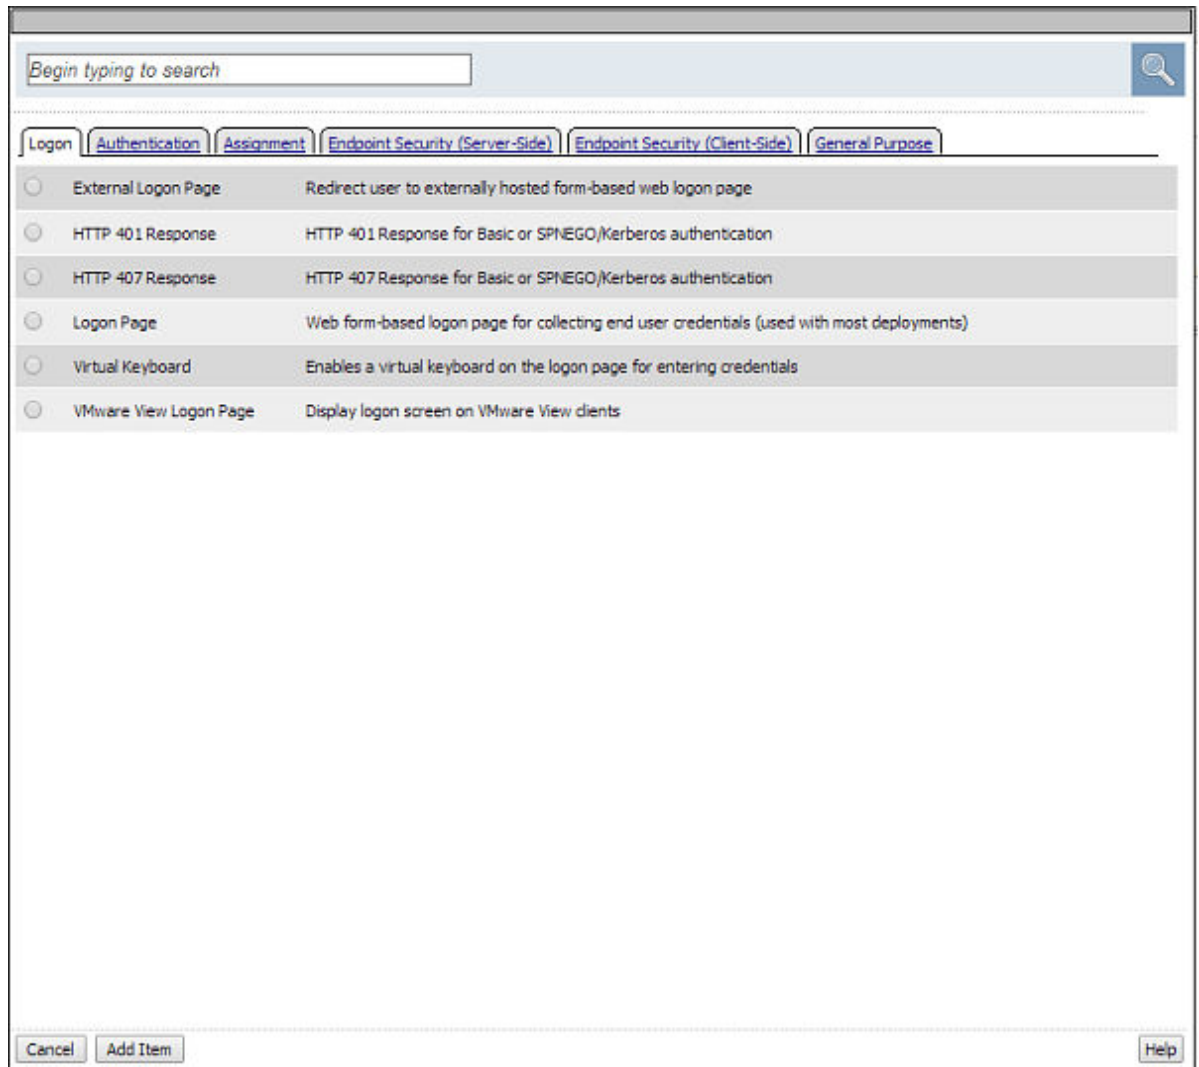 Begin typing to search
Logon Authentication Assignment Endpoint Security (Server-Side) Endpoint Security (Client-Side) General Purpose
External Logon Page Redirect user to externally hosted form-based web logon page
HTTP 401 Response HTTP 401 Response for Basic or SPNEGO/Kerberos authentication
HTTP 407 Response HTTP 407 Response for Basic or SPNEGO/Kerberos authentication
Logon Page Web form-based logon page for collecting end user credentials (used with most deployments)
Virtual Keyboard Enables a virtual keyboard on the logon page for entering credentials
VMware View Logon Page Display logon screen on VMware View clients
Cancel Add Item Help